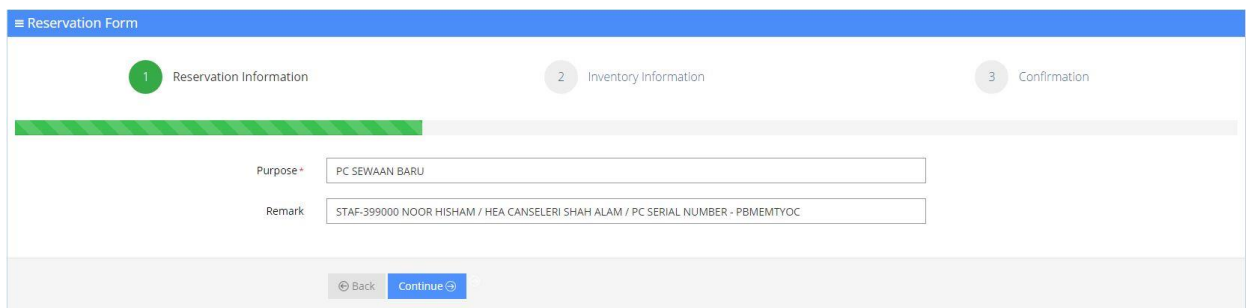 Reservation Form
1 Reservation Information
2 Inventory Information
3 Confirmation
Purpose * PC SEWAAN BARU
Remark STAF-399000 NOOR HISHAM / HEA CANSELERI SHAH ALAM / PC SERIAL NUMBER - PBMEMTYOC
Back Continue